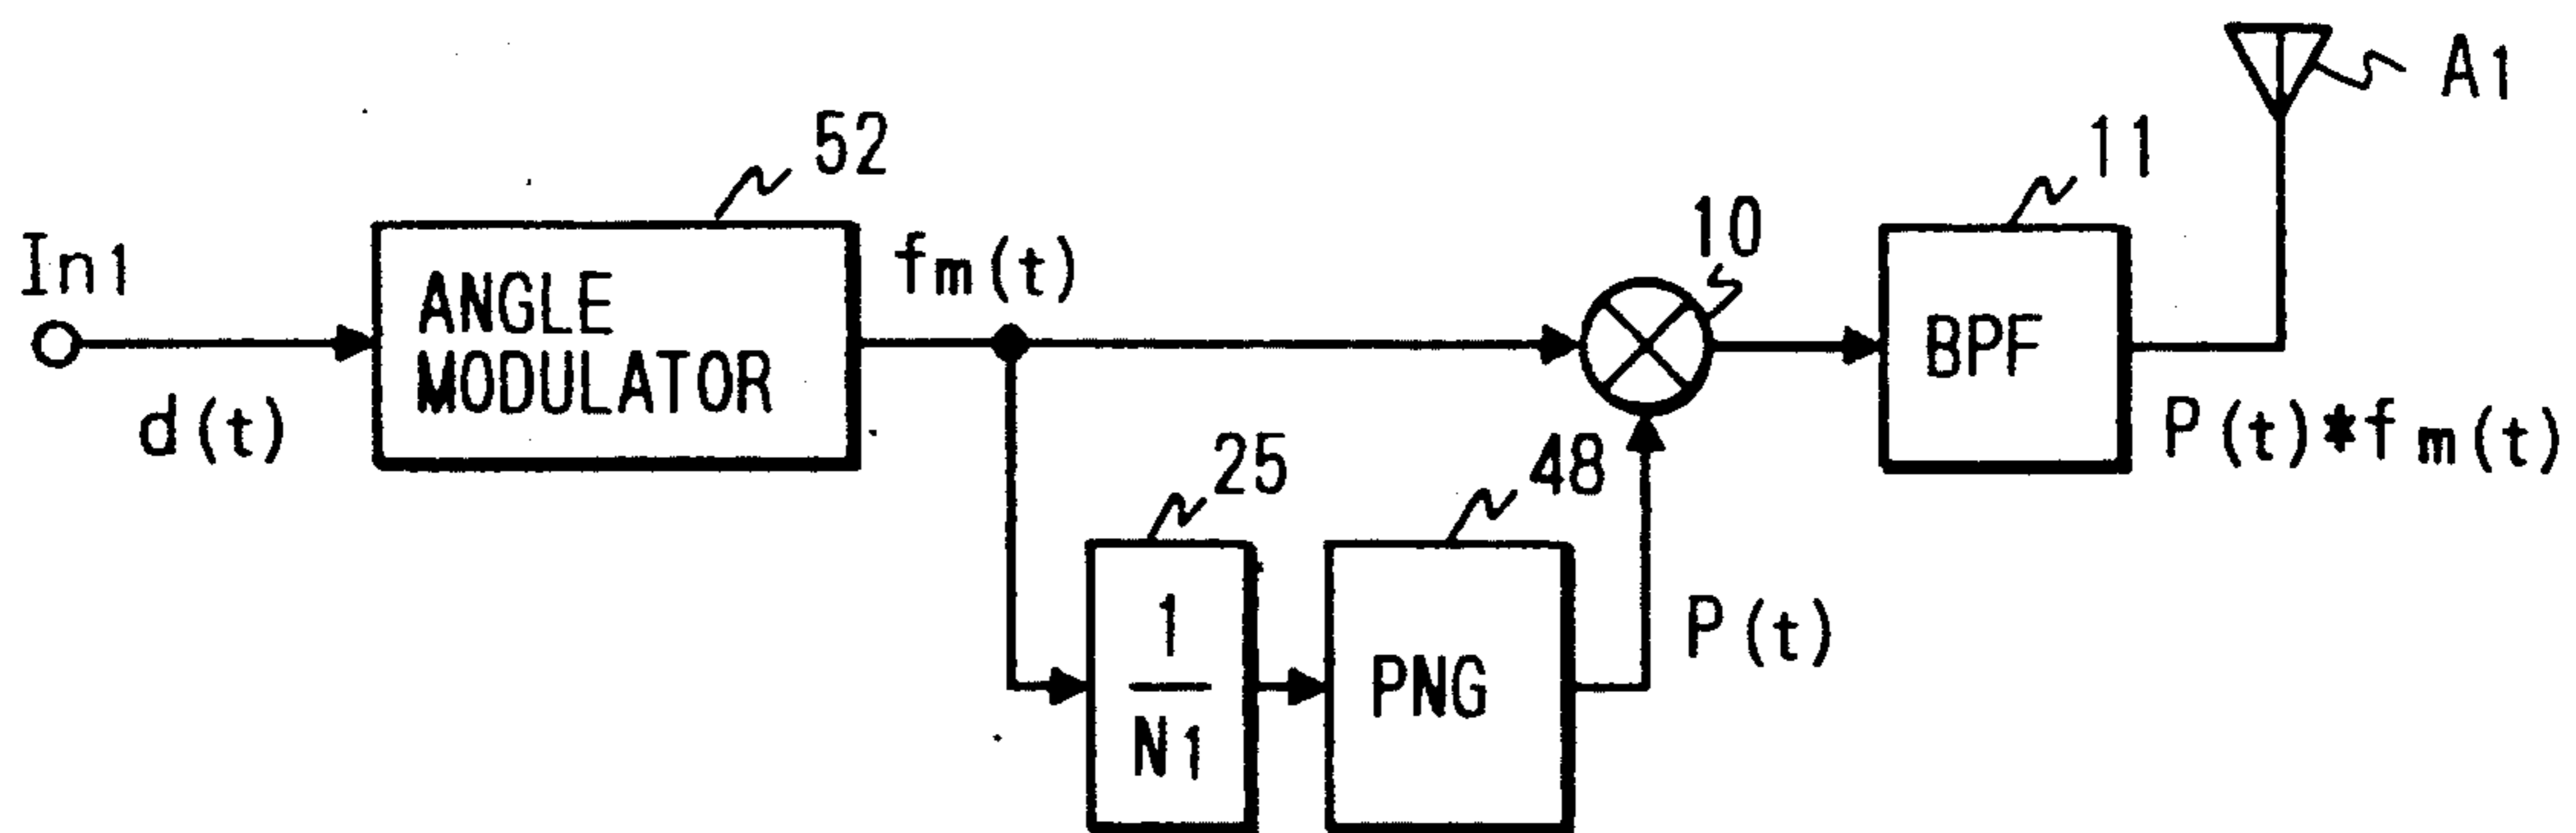 A1
52
11
10
In1
fm(t)
ANGLE
MODULATOR
BPF
d(t)
P(t)*fm(t)
25
48
1
N1
PNG
P(t)